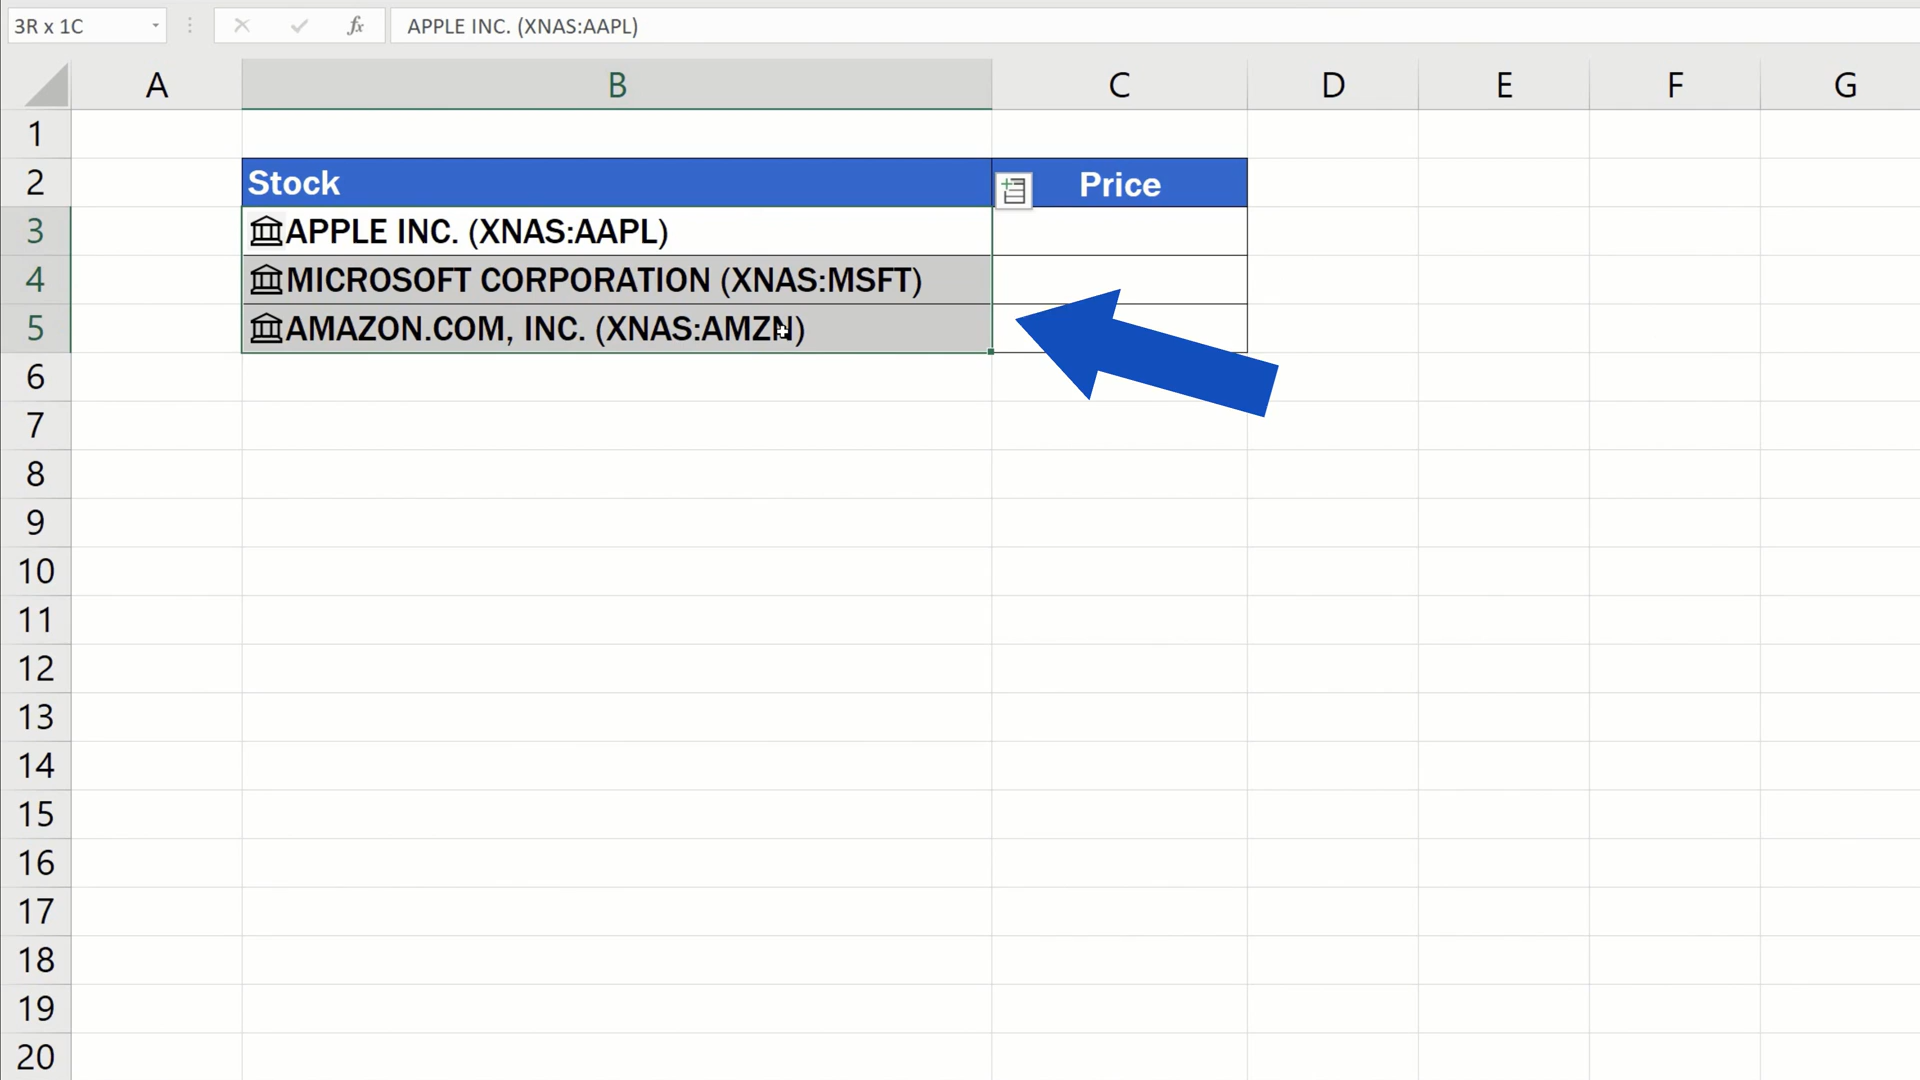 3R x 1C fx APPLE INC. (XNAS:AAPL)
A B C D E F G
1
2 Stock Price
3 APPLE INC. (XNAS:AAPL)
4 MICROSOFT CORPORATION (XNAS:MSFT)
5 AMAZON.COM, INC. (XNAS:AMZN)
6
7
8
9
10
11
12
13
14
15
16
17
18
19
20